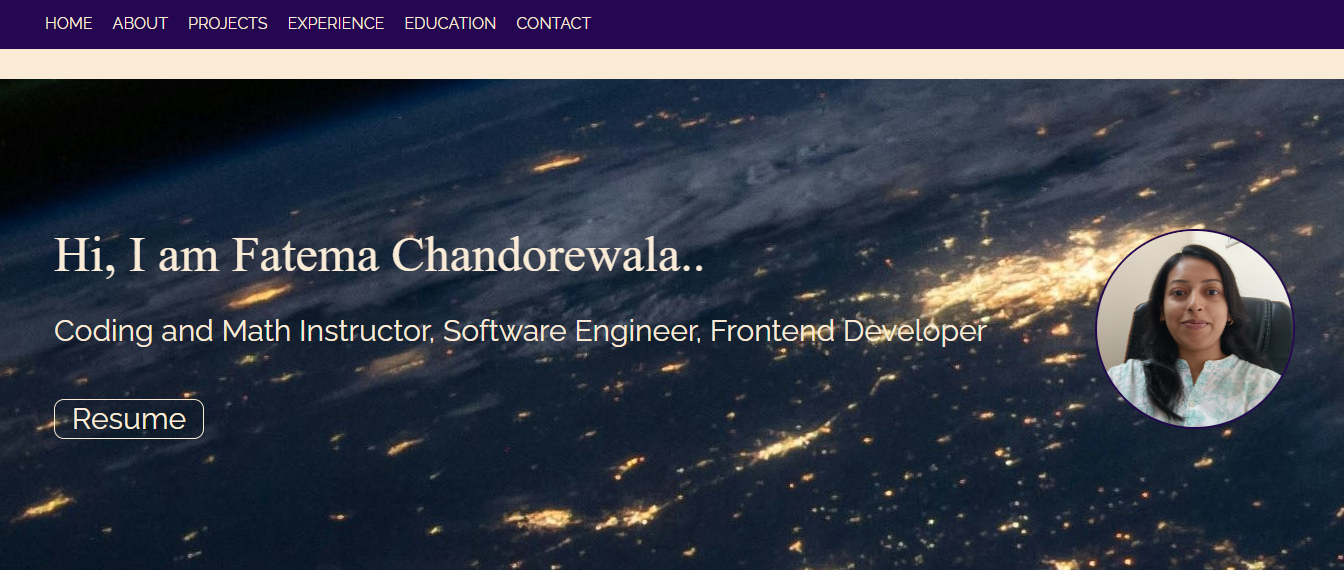 HOME ABOUT PROJECTS EXPERIENCE EDUCATION CONTACT
Hi, I am Fatema Chandorewala..
Coding and Math Instructor, Software Engineer, Frontend Developer
Resume